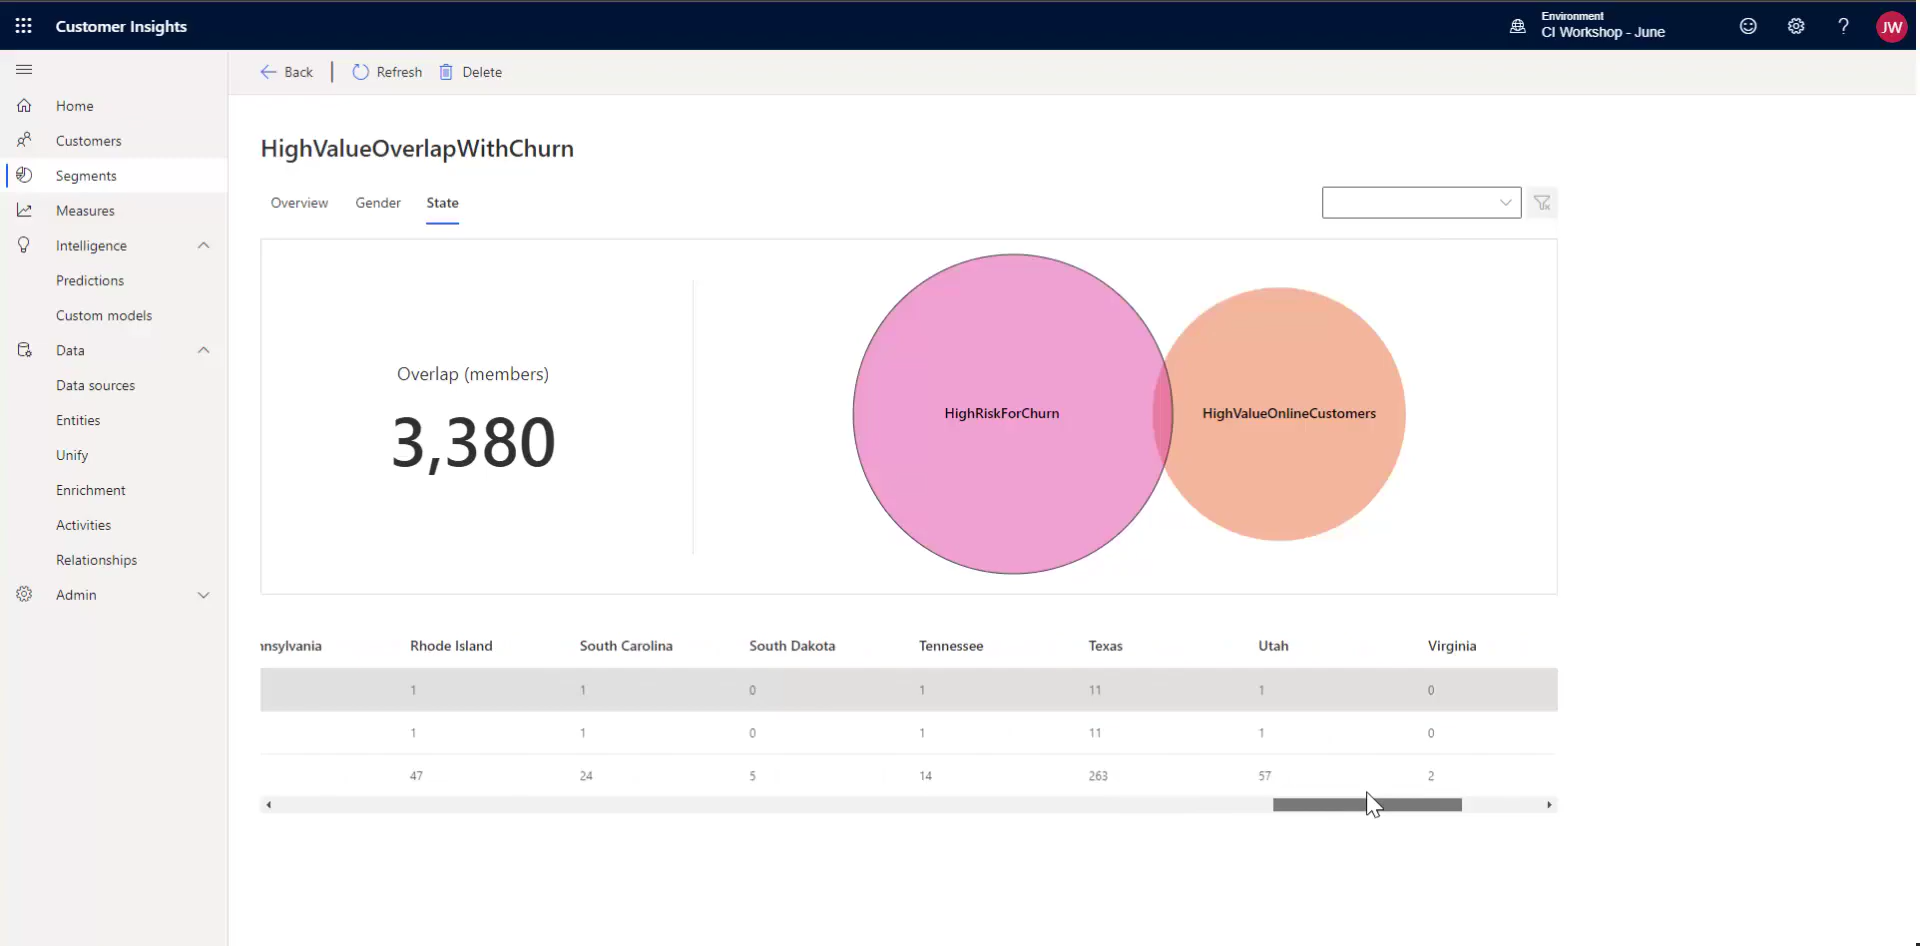 Customer Insights
Environment
CI Workshop - June
?
JW
Back
Refresh
Delete
Home
Customers
Segments
Measures
Intelligence
Predictions
Custom models
Data
Data sources
Entities
Unify
Enrichment
Activities
Relationships
Admin
HighValueOverlapWithChurn
Overview Gender State
Overlap (members)
3,380
HighRiskForChurn
HighValueOnlineCustomers
nnsylvania Rhode Island South Carolina South Dakota Tennessee Texas Utah Virginia
1 1 0 1 11 1 0
1 1 0 1 11 1 0
47 24 5 14 263 57 2